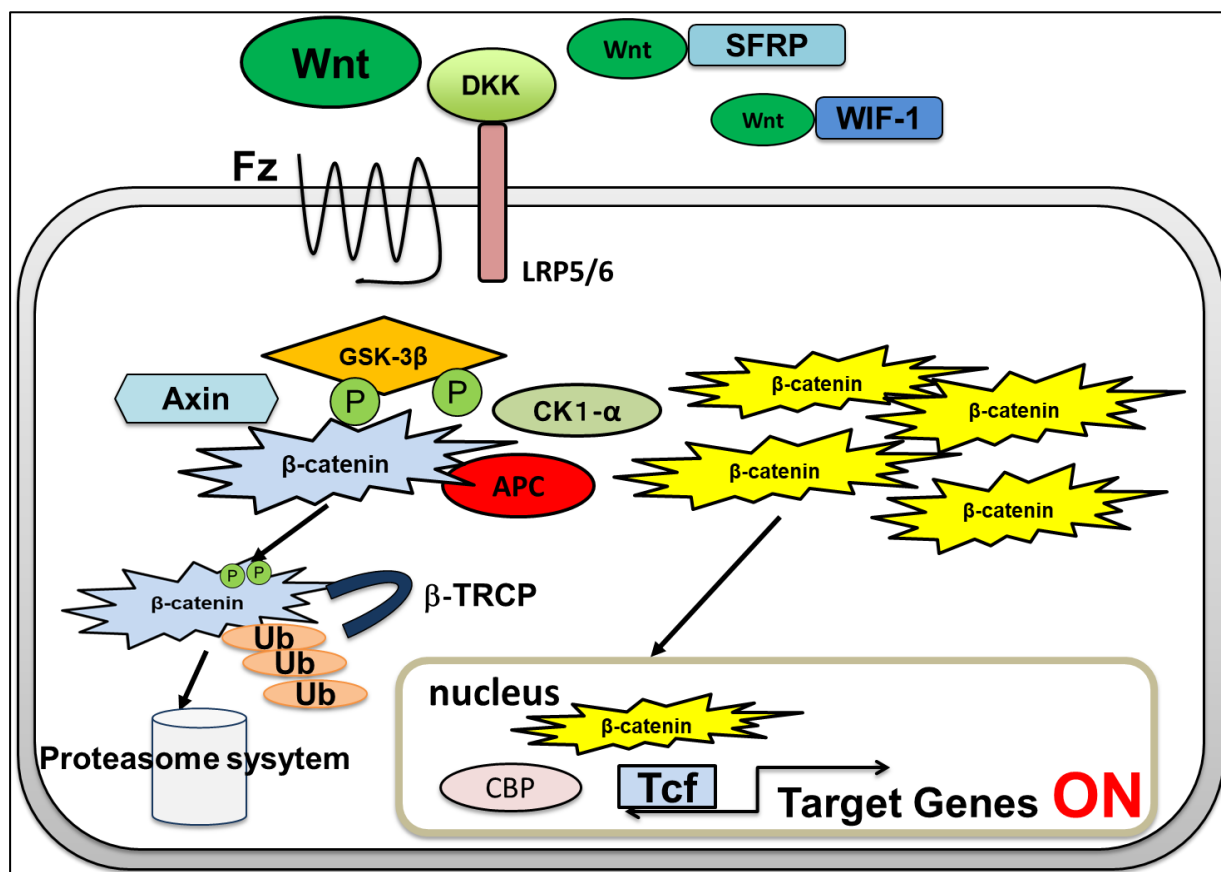 Wnt
DKK
Wnt
SFRP
Wnt
WIF-1
Fz
LRP5/6
GSK-3β
Axin
P
P
CK1-α
β-catenin
APC
β-catenin
β-catenin
β-catenin
β-catenin
P
P
β-catenin
β-TRCP
Ub
Ub
Ub
Proteasome sysytem
nucleus
β-catenin
CBP
Tcf
Target Genes ON